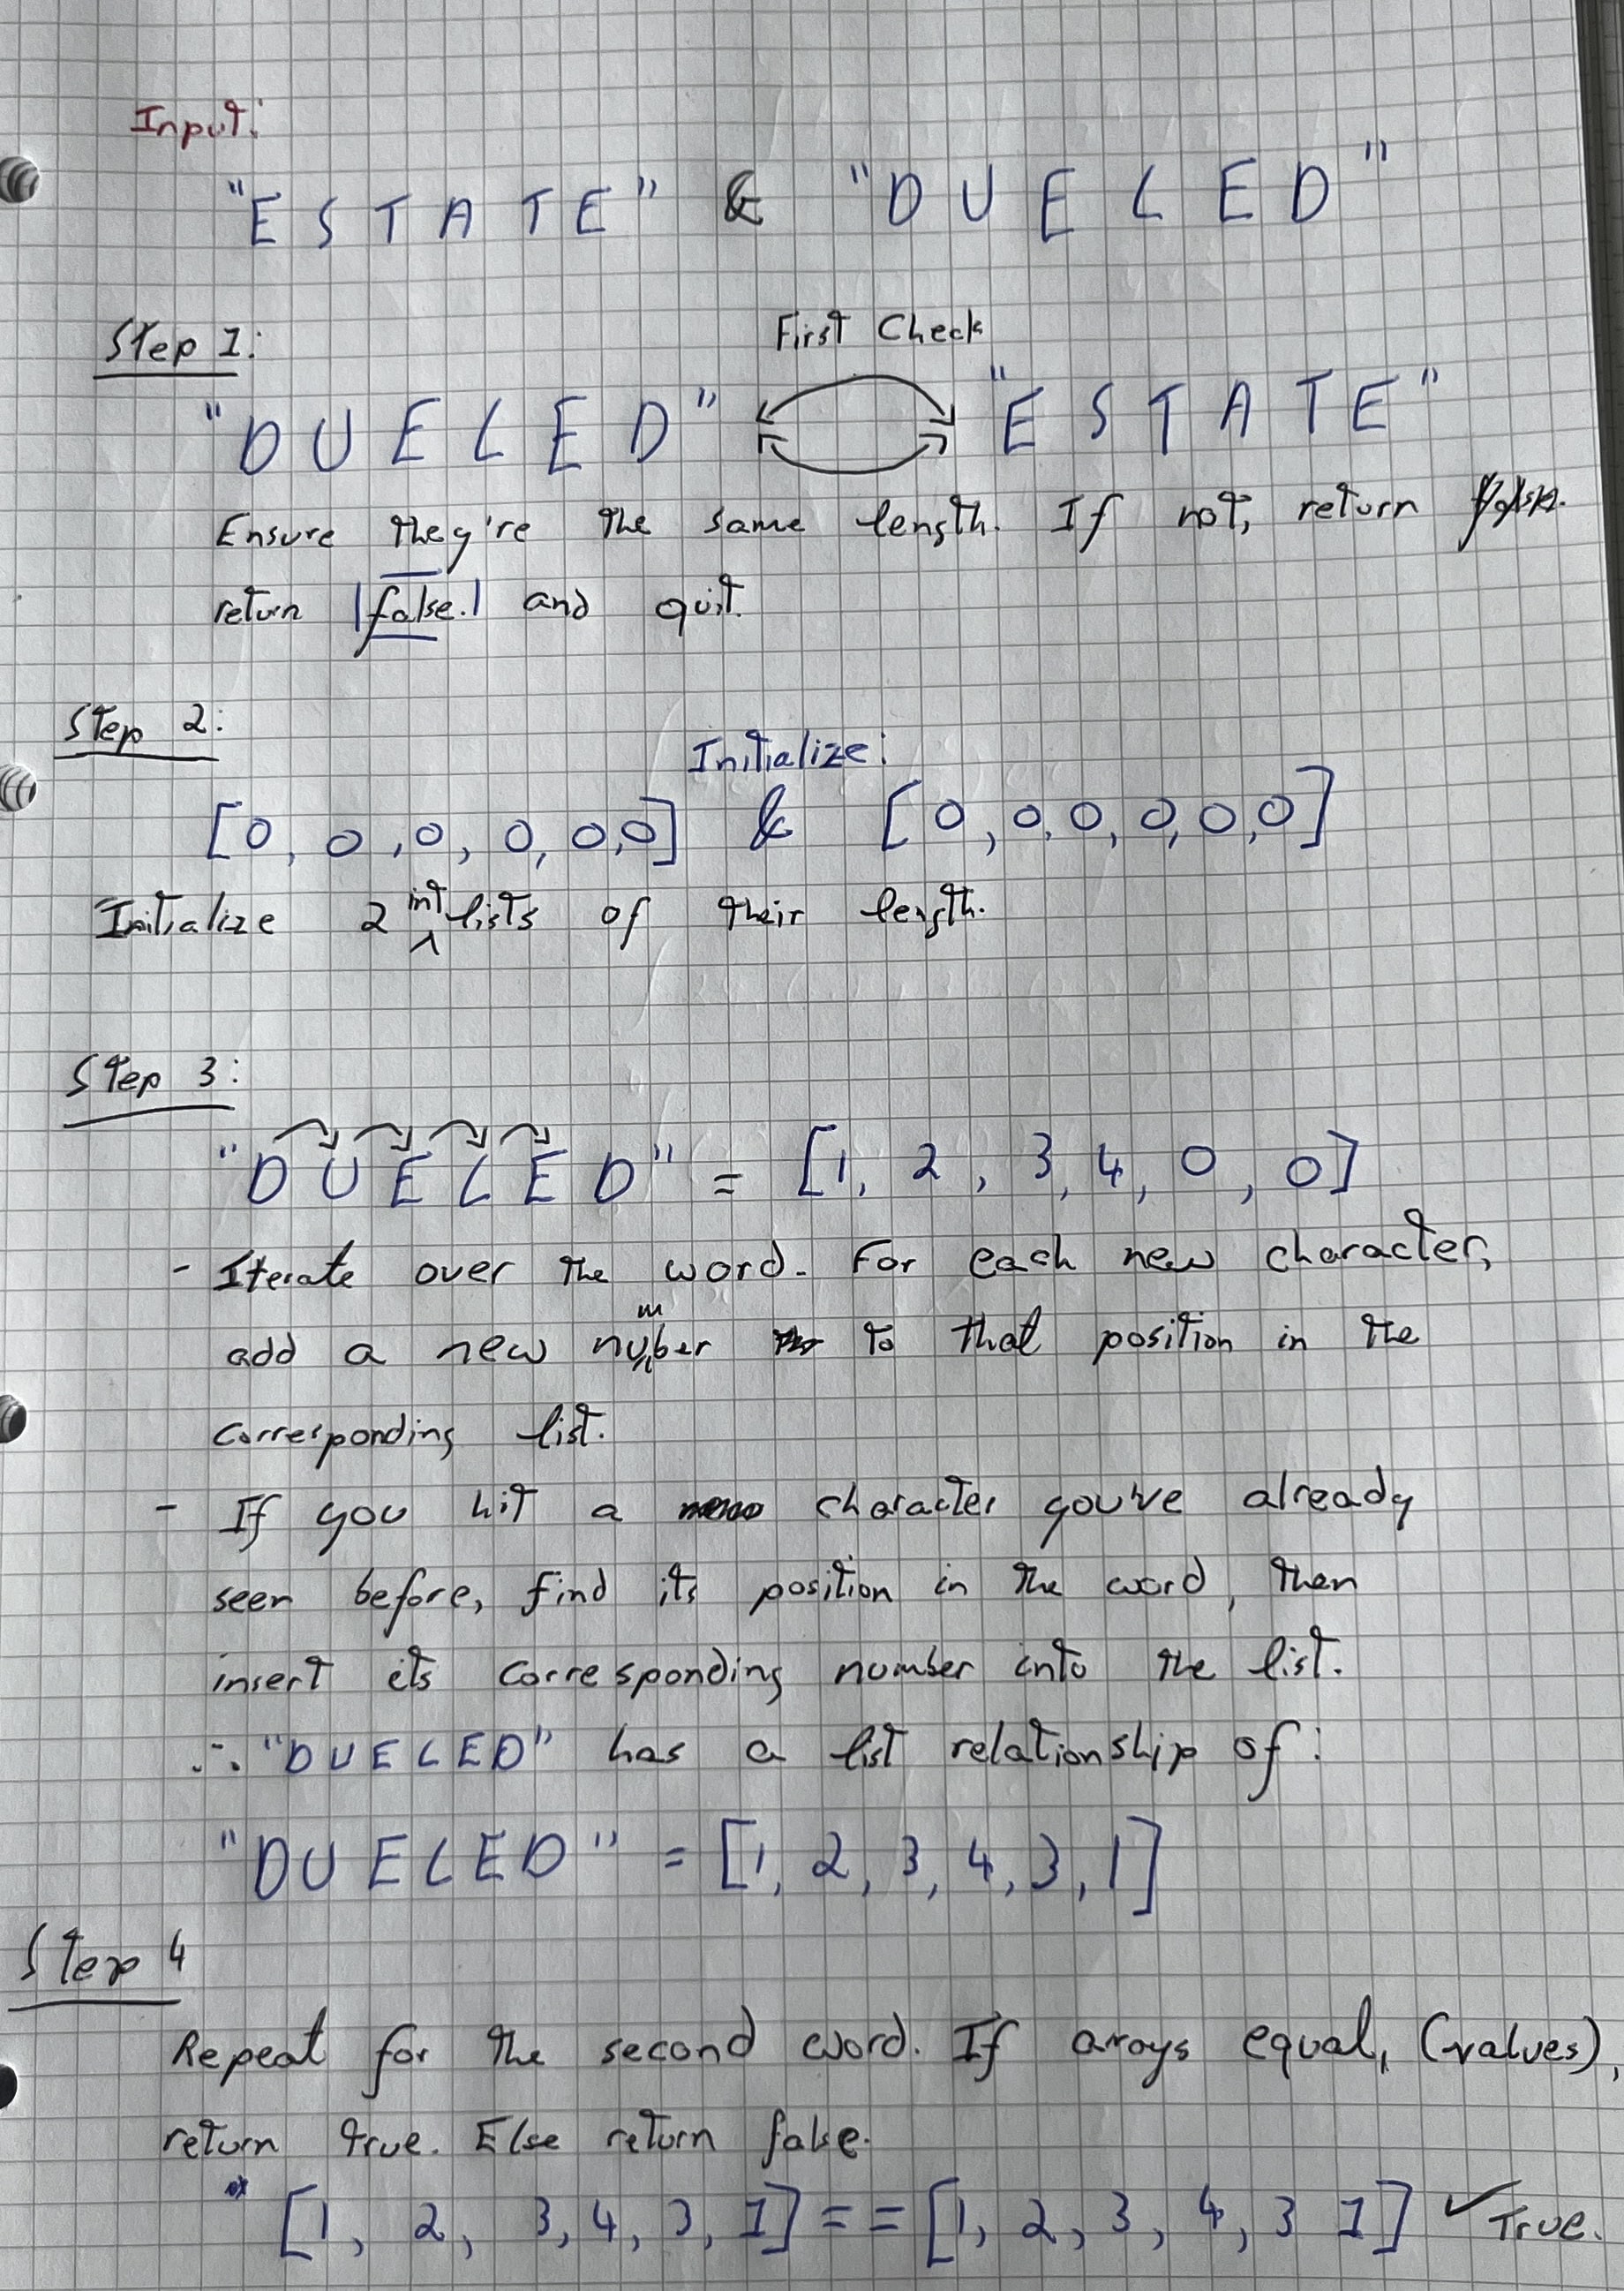 Input:
"ESTATE" & "DUELED"
Step 1:
First Check
"DUELED" "ESTATE"
Ensure they're the same length. If not, return false.
return |false.| and quit.
Step 2:
Initialize:
[0, 0, 0, 0, 0, 0] & [0, 0, 0, 0, 0, 0]
Initialize 2 int lists of their length.
Step 3:
"DUELED" = [1, 2, 3, 4, 0, 0]
- Iterate over the word. For each new character,
add a new number to that position in the
corresponding list.
- If you hit a character you've already
seen before, find its position in the word, then
insert its corresponding number into the list.
∴ "DUELED" has a list relationship of:
"DUELED" = [1, 2, 3, 4, 3, 1]
Step 4
Repeat for the second word. If arrays equal, (values),
return true. Else return false.
[1, 2, 3, 4, 3, 1] == [1, 2, 3, 4, 3 1] ✓ True.